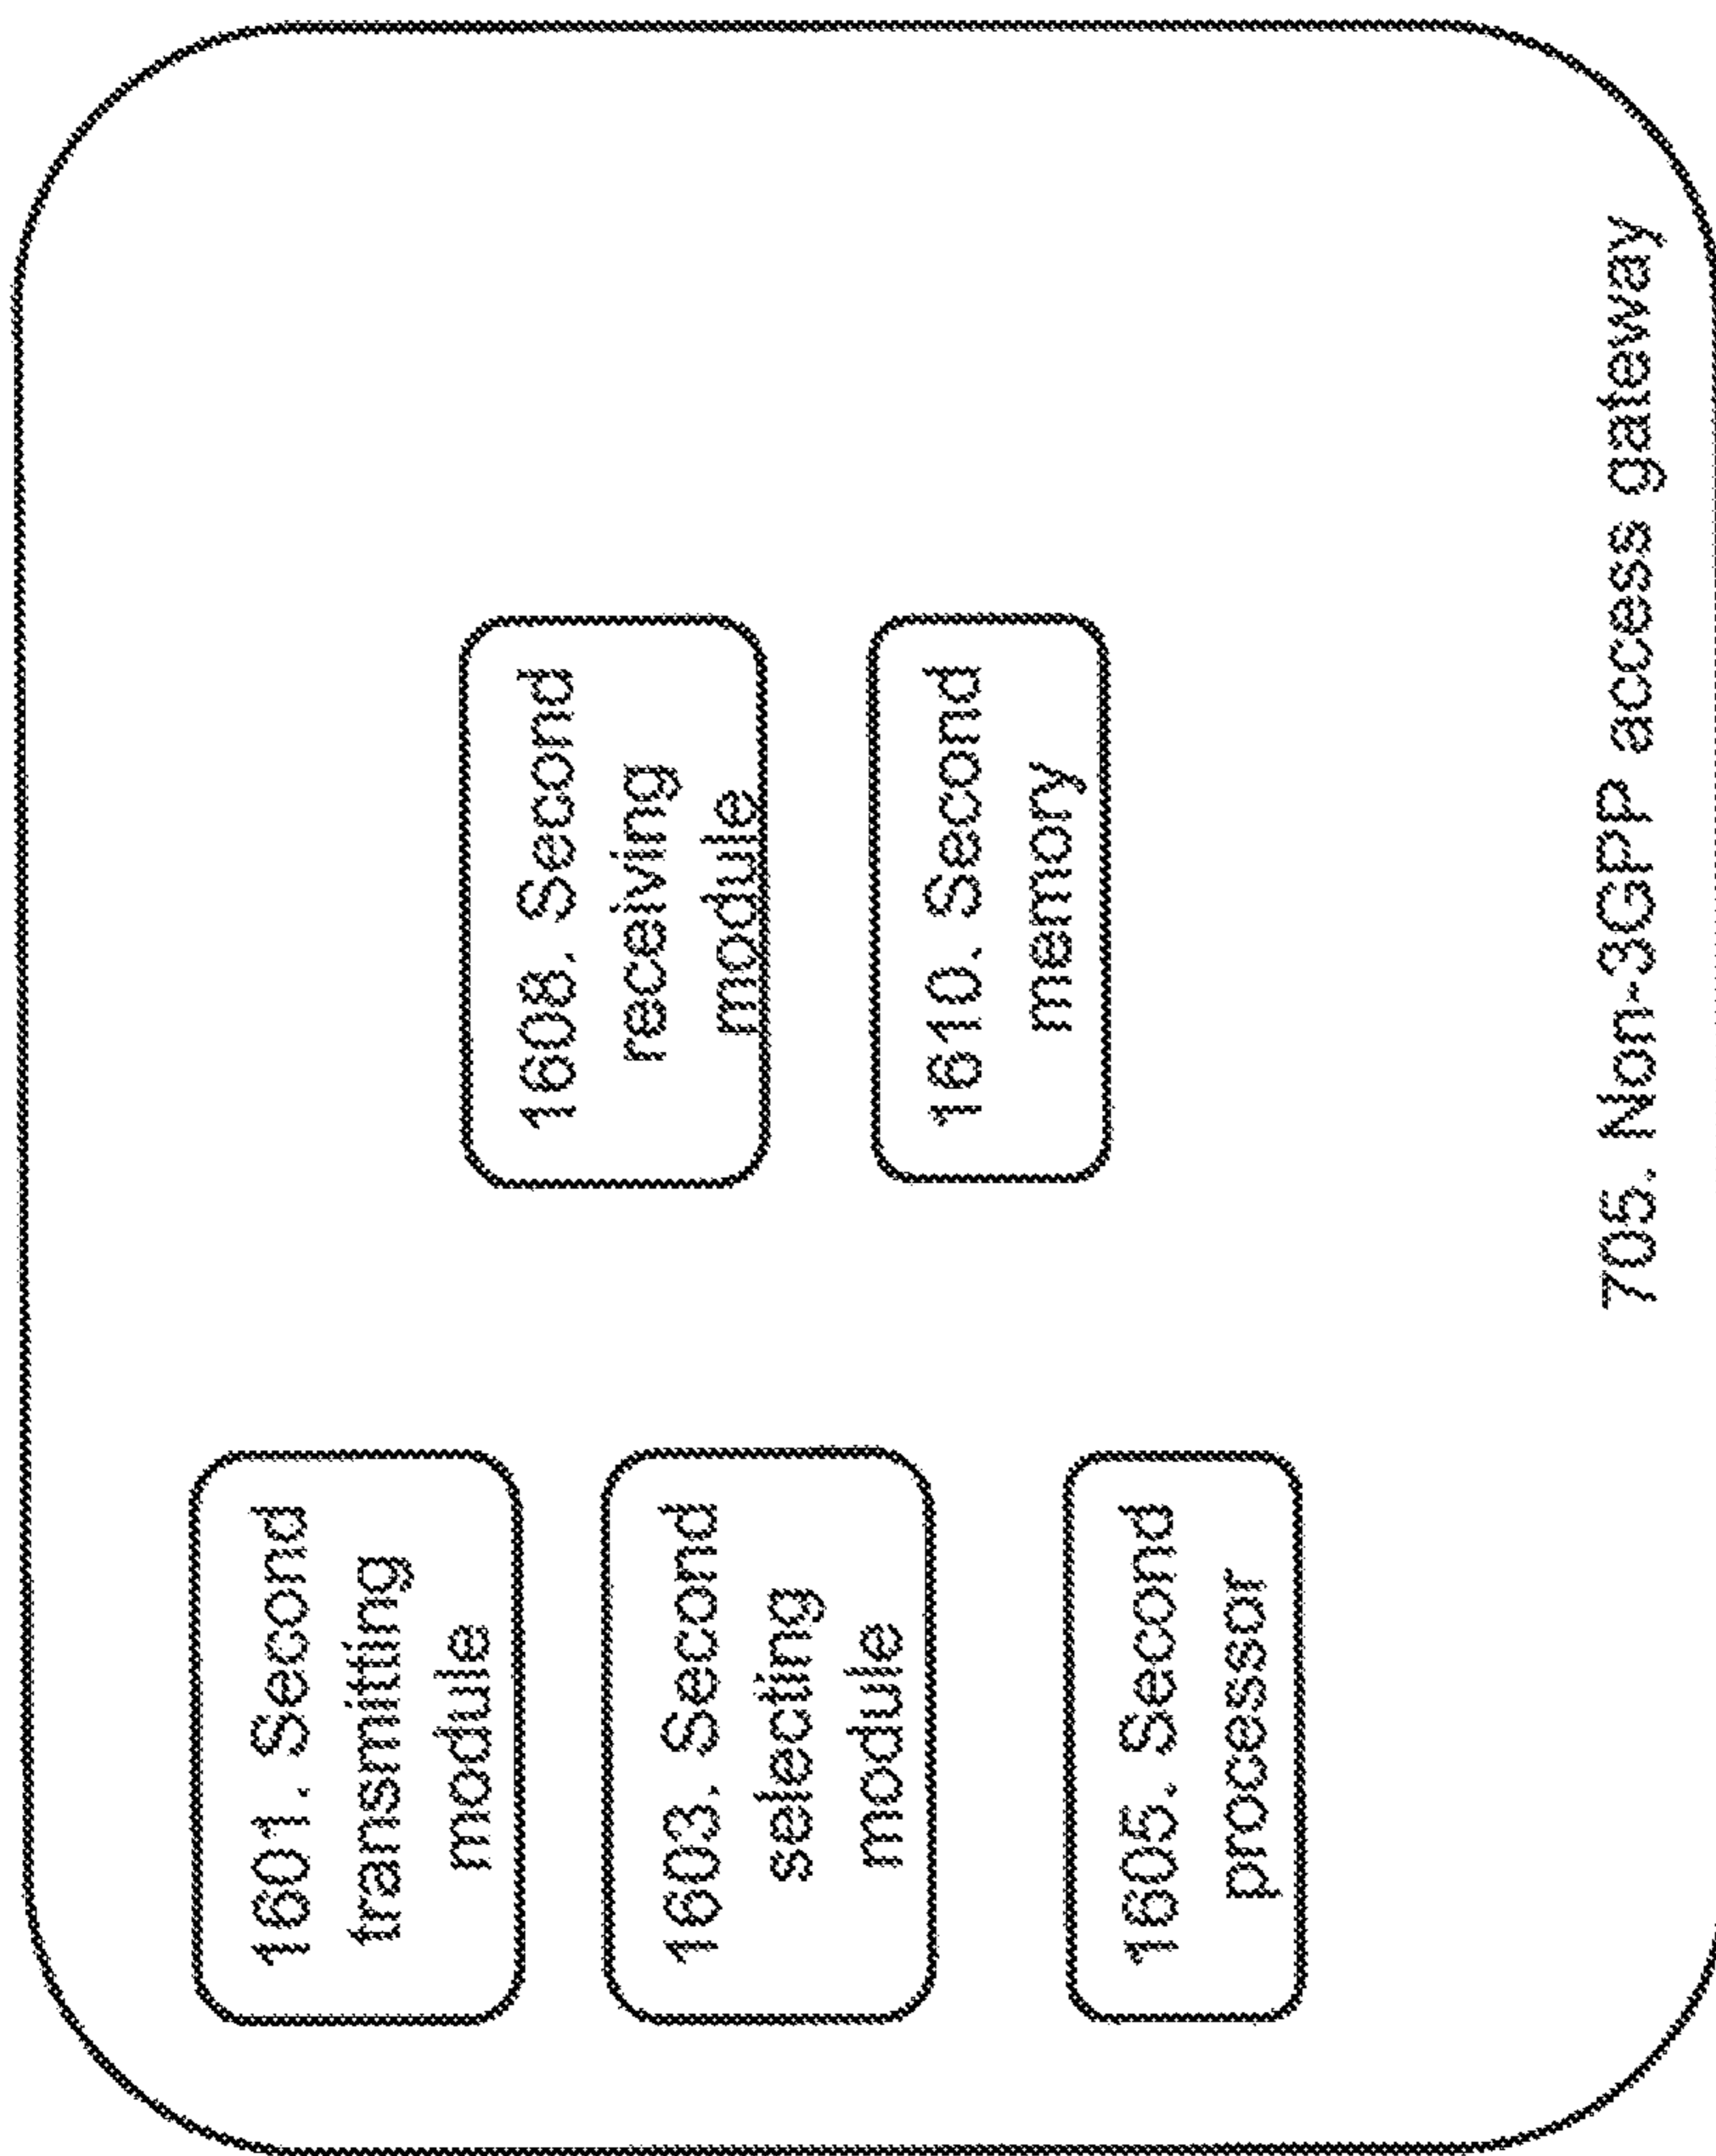 1601. Second
transmitting
module
1603. Second
selecting
module
1605. Second
processor
1608. Second
receiving
module
1610. Second
memory
705. Non-3GPP access gateway